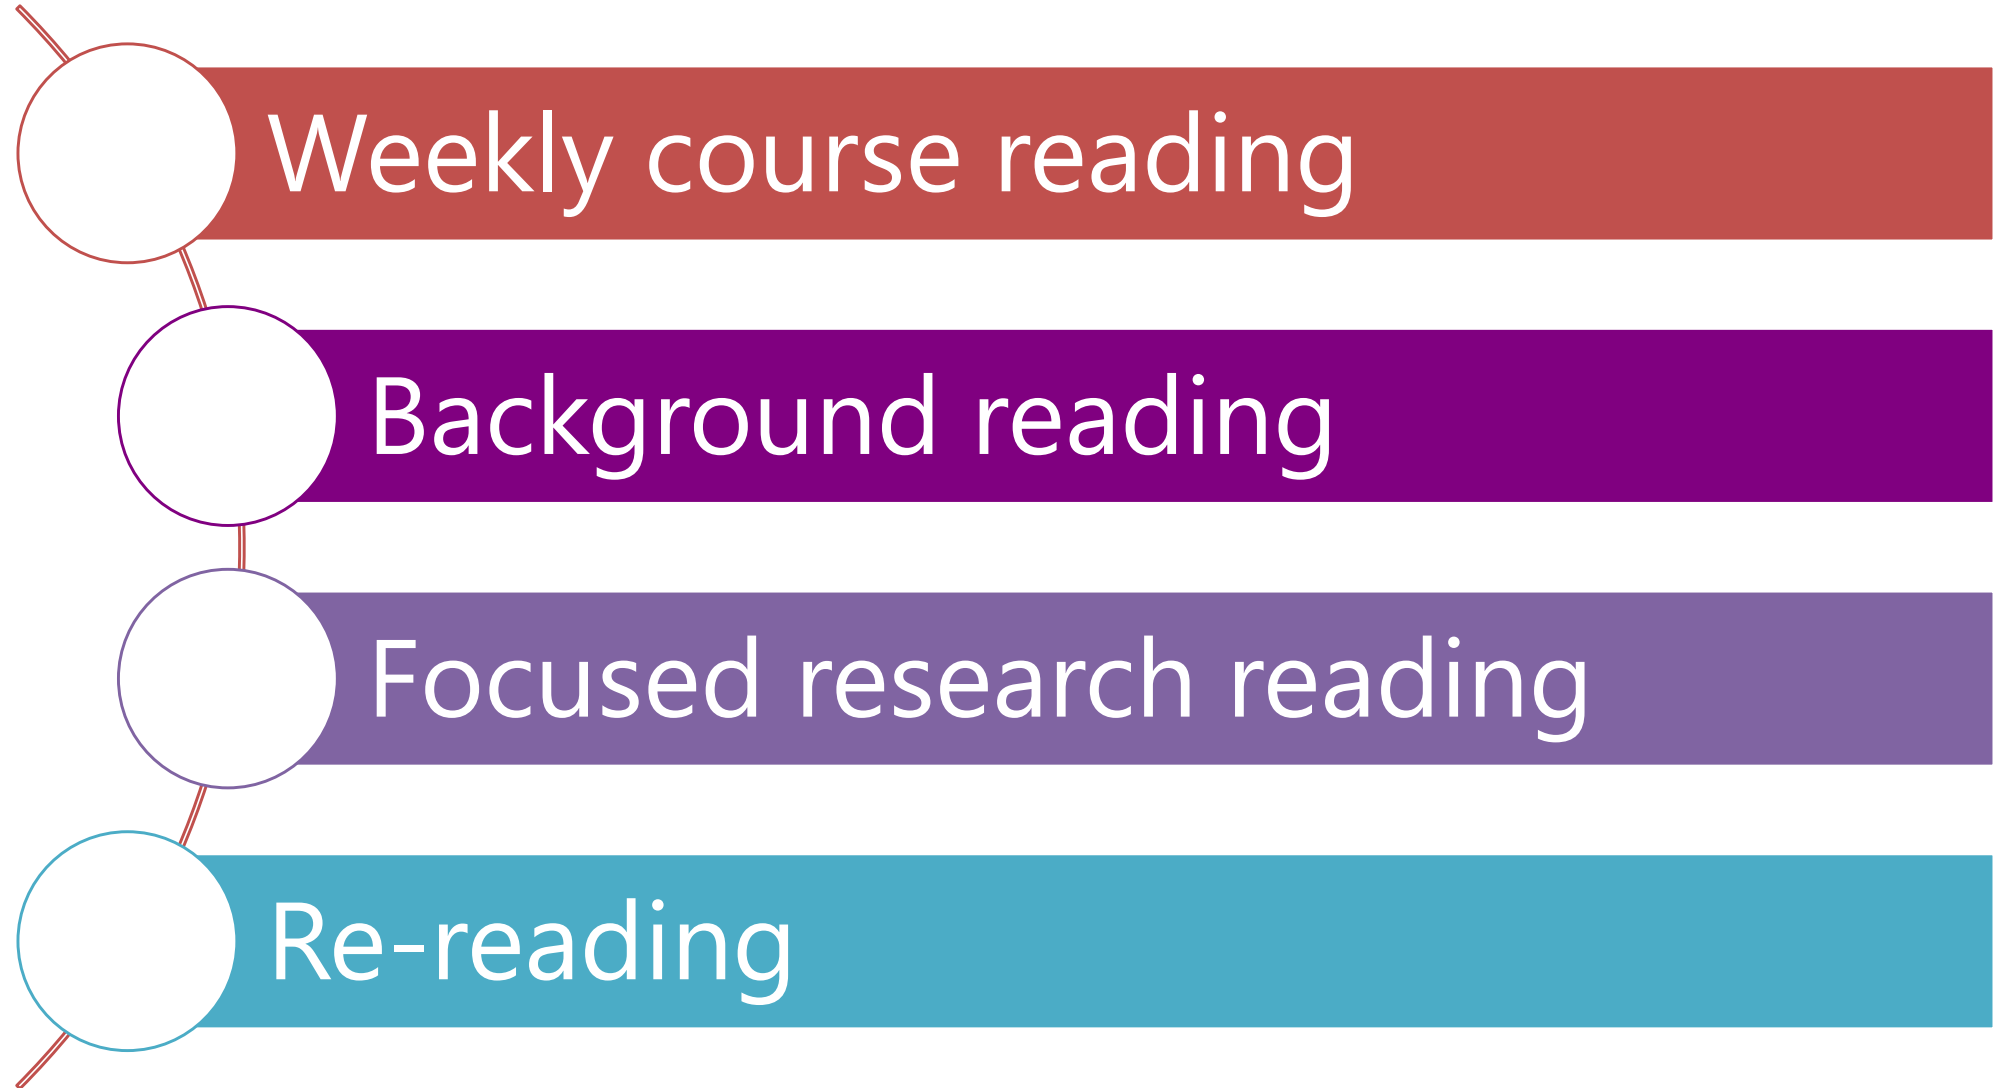 Weekly course reading
Background reading
Focused research reading
Re-reading